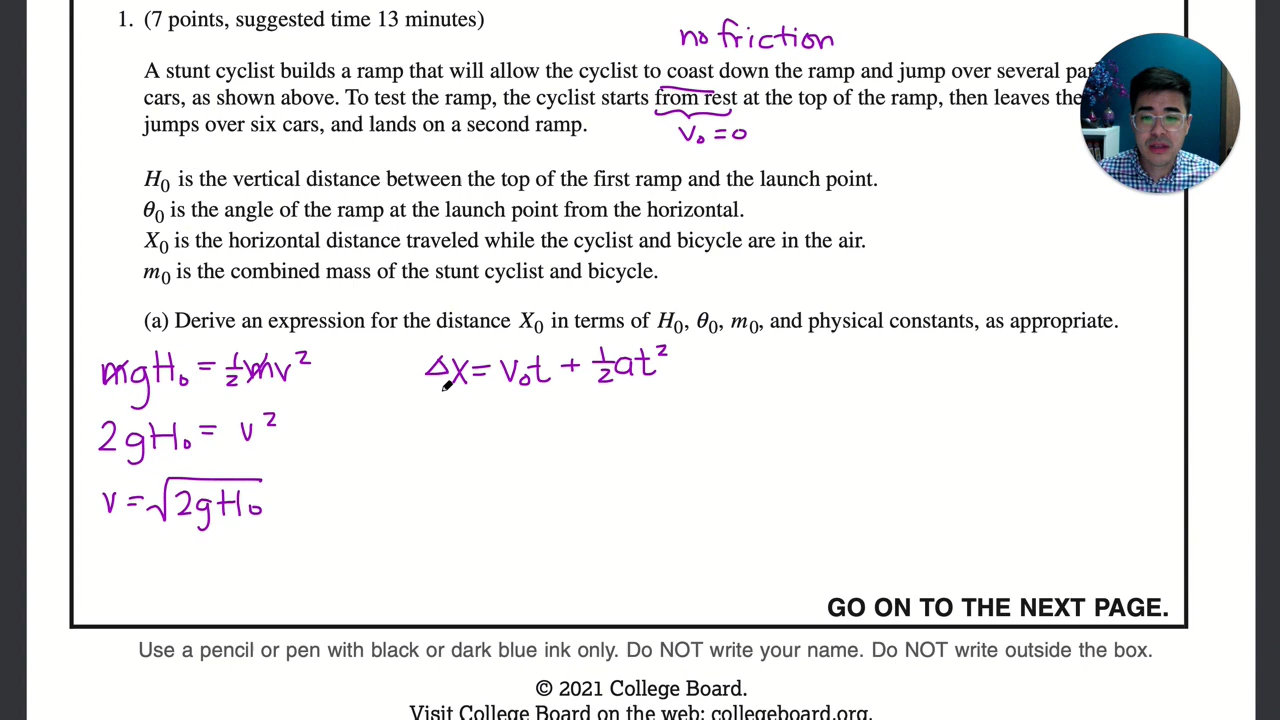 1. (7 points, suggested time 13 minutes)
no friction
A stunt cyclist builds a ramp that will allow the cyclist to coast down the ramp and jump over several
cars, as shown above. To test the ramp, the cyclist starts from rest at the top of the ramp, then leaves the
jumps over six cars, and lands on a second ramp.
V₀ = 0
H₀ is the vertical distance between the top of the first ramp and the launch point.
θ₀ is the angle of the ramp at the launch point from the horizontal.
X₀ is the horizontal distance traveled while the cyclist and bicycle are in the air.
m₀ is the combined mass of the stunt cyclist and bicycle.
(a) Derive an expression for the distance X₀ in terms of H₀, θ₀, m₀, and physical constants, as appropriate.
mgH₀ = ½mv² Δx = v₀t + ½at²
2gH₀ = v²
v = √2gH₀
GO ON TO THE NEXT PAGE.
Use a pencil or pen with black or dark blue ink only. Do NOT write your name. Do NOT write outside the box.
© 2021 College Board.
Visit College Board on the web: collegeboard.org.